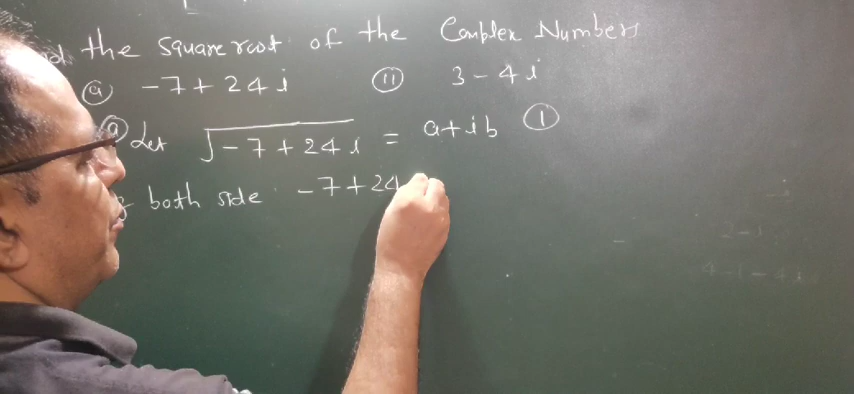 the Square root of the Complex Numbers
(a) -7+24i (ii) 3-4i
(a) Let √-7+24i = a+ib (1)
both side -7+24